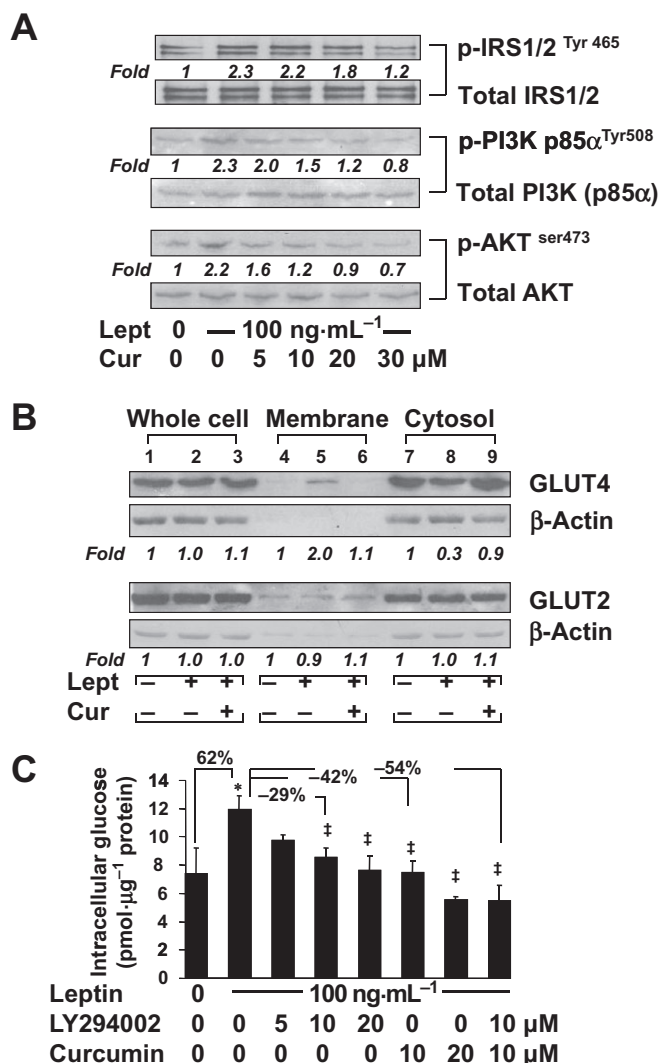 A
p-IRS1/2 Tyr 465
Fold 1 2.3 2.2 1.8 1.2
Total IRS1/2
p-PI3K p85αTyr508
Fold 1 2.3 2.0 1.5 1.2 0.8
Total PI3K (p85α)
p-AKT ser473
Fold 1 2.2 1.6 1.2 0.9 0.7
Total AKT
Lept 0 100 ng·mL–1
Cur 0 0 5 10 20 30 µM
B
Whole cell Membrane Cytosol
1 2 3 4 5 6 7 8 9
GLUT4
β-Actin
Fold 1 1.0 1.1 1 2.0 1.1 1 0.3 0.9
GLUT2
β-Actin
Fold 1 1.0 1.0 1 0.9 1.1 1 1.0 1.1
Lept – + + – + + – + +
Cur – – + – – + – – +
C
Intracellular glucose
(pmol·µg–1 protein)
14
12
10
8
6
4
2
0
62% * –29% –42% –54%
‡ ‡ ‡ ‡ ‡
Leptin 0 100 ng·mL–1
LY294002 0 0 5 10 20 0 0 10 µM
Curcumin 0 0 0 0 0 10 20 10 µM